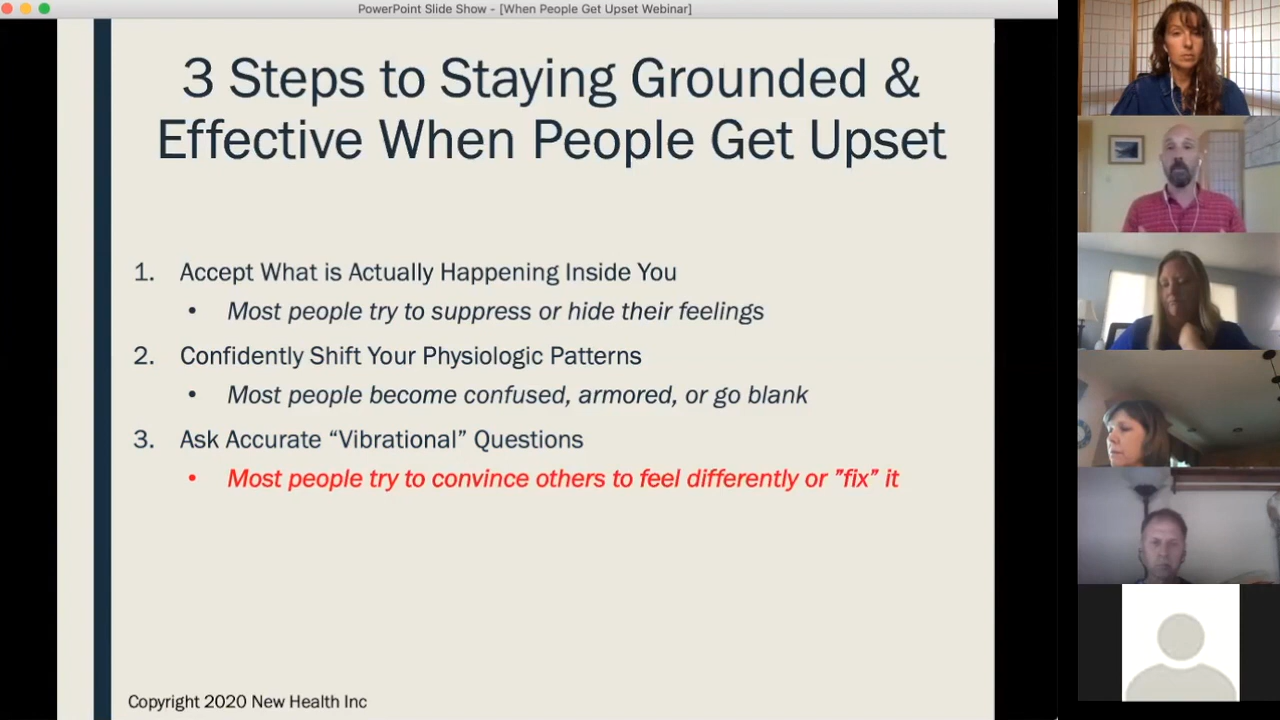 PowerPoint Slide Show - [When People Get Upset Webinar]
3 Steps to Staying Grounded &
Effective When People Get Upset
1. Accept What is Actually Happening Inside You
• Most people try to suppress or hide their feelings
2. Confidently Shift Your Physiologic Patterns
• Most people become confused, armored, or go blank
3. Ask Accurate “Vibrational” Questions
• Most people try to convince others to feel differently or ”fix” it
Copyright 2020 New Health Inc